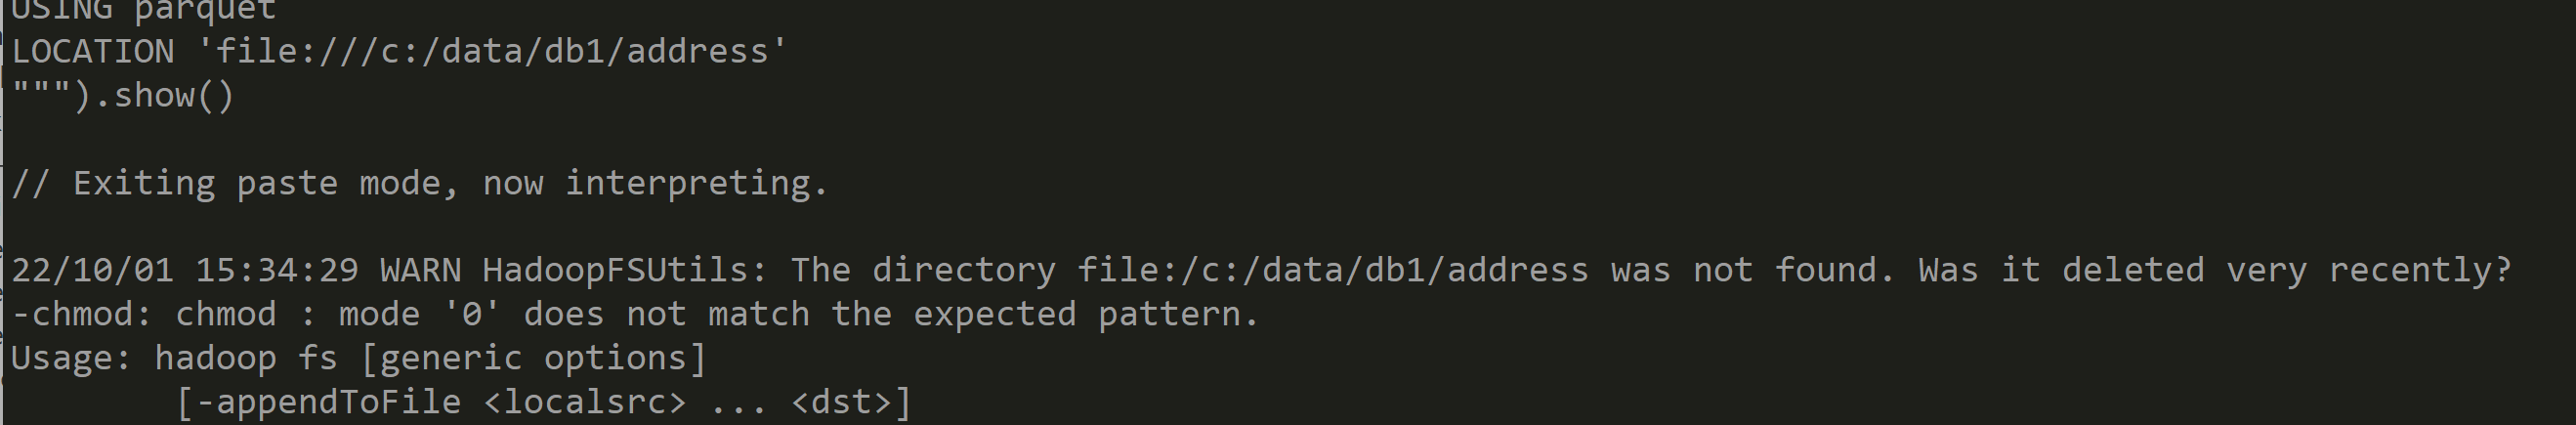 USING parquet
LOCATION 'file:///c:/data/db1/address'
""").show()
// Exiting paste mode, now interpreting.
22/10/01 15:34:29 WARN HadoopFSUtils: The directory file:/c:/data/db1/address was not found. Was it deleted very recently?
-chmod: chmod : mode '0' does not match the expected pattern.
Usage: hadoop fs [generic options]
[-appendToFile <localsrc> ... <dst>]